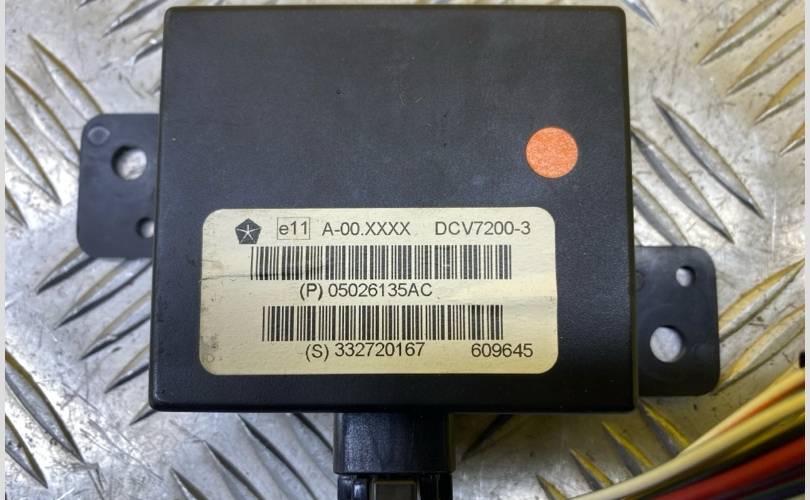 e11 A-00.XXXX DCV7200-3
(P) 05026135AC
(S) 332720167 609645